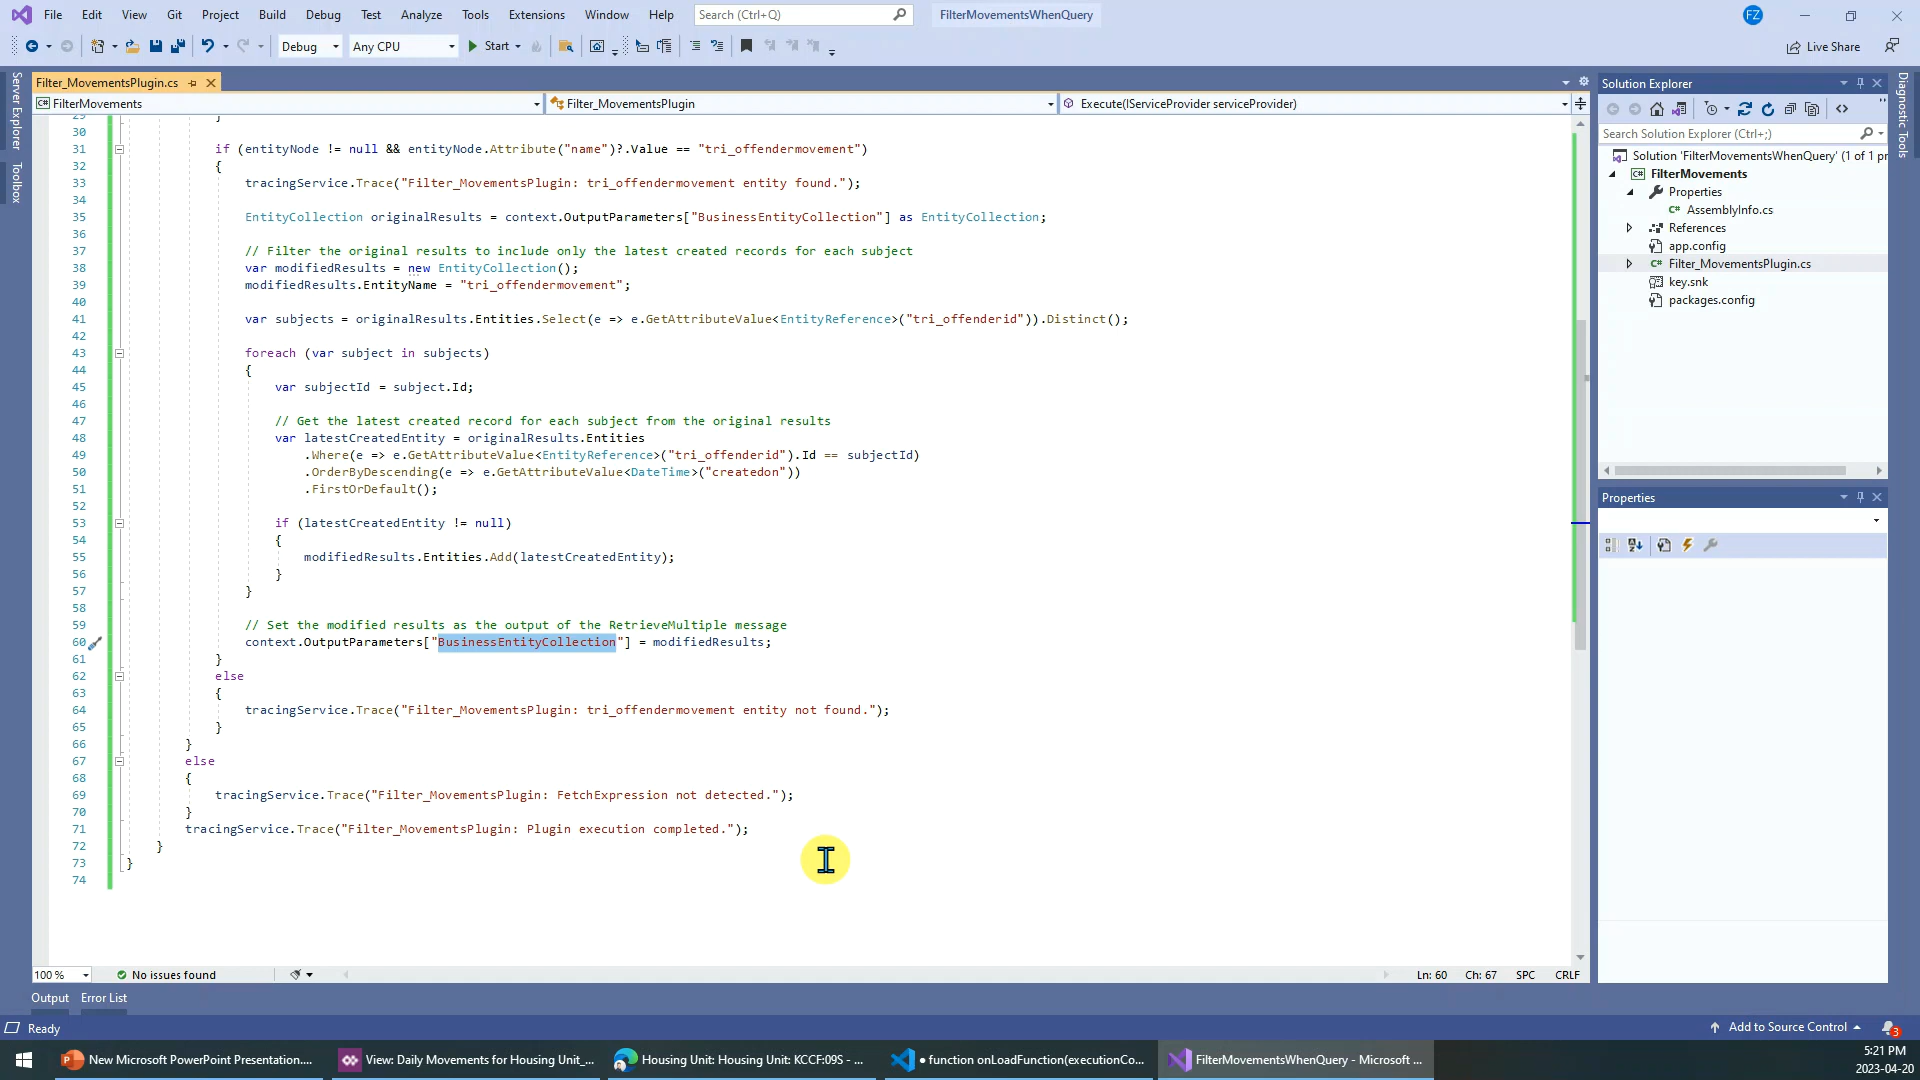 File Edit View Git Project Build Debug Test Analyze Tools Extensions Window Help Search (Ctrl+Q) FilterMovementsWhenQuery FZ
Debug Any CPU Start Live Share
Server Explorer
Toolbox
Filter_MovementsPlugin.cs
FilterMovements Filter_MovementsPlugin Execute(IServiceProvider serviceProvider)
29 }
30
31 if (entityNode != null && entityNode.Attribute("name")?.Value == "tri_offendermovement")
32 {
33 tracingService.Trace("Filter_MovementsPlugin: tri_offendermovement entity found.");
34
35 EntityCollection originalResults = context.OutputParameters["BusinessEntityCollection"] as EntityCollection;
36
37 // Filter the original results to include only the latest created records for each subject
38 var modifiedResults = new EntityCollection();
39 modifiedResults.EntityName = "tri_offendermovement";
40
41 var subjects = originalResults.Entities.Select(e => e.GetAttributeValue<EntityReference>("tri_offenderid")).Distinct();
42
43 foreach (var subject in subjects)
44 {
45 var subjectId = subject.Id;
46
47 // Get the latest created record for each subject from the original results
48 var latestCreatedEntity = originalResults.Entities
49 .Where(e => e.GetAttributeValue<EntityReference>("tri_offenderid").Id == subjectId)
50 .OrderByDescending(e => e.GetAttributeValue<DateTime>("createdon"))
51 .FirstOrDefault();
52
53 if (latestCreatedEntity != null)
54 {
55 modifiedResults.Entities.Add(latestCreatedEntity);
56 }
57 }
58
59 // Set the modified results as the output of the RetrieveMultiple message
60 context.OutputParameters["BusinessEntityCollection"] = modifiedResults;
61 }
62 else
63 {
64 tracingService.Trace("Filter_MovementsPlugin: tri_offendermovement entity not found.");
65 }
66 }
67 else
68 {
69 tracingService.Trace("Filter_MovementsPlugin: FetchExpression not detected.");
70 }
71 tracingService.Trace("Filter_MovementsPlugin: Plugin execution completed.");
72 }
73 }
74
100 % No issues found Ln: 60 Ch: 67 SPC CRLF
Solution Explorer
Search Solution Explorer (Ctrl+;)
Solution 'FilterMovementsWhenQuery' (1 of 1 pr
C# FilterMovements
Properties
C# AssemblyInfo.cs
References
app.config
C# Filter_MovementsPlugin.cs
key.snk
packages.config
Properties
Diagnostic Tools
Output Error List
Ready Add to Source Control 3
New Microsoft PowerPoint Presentation.... View: Daily Movements for Housing Unit_... Housing Unit: Housing Unit: KCCF:09S - ... ● function onLoadFunction(executionCo... FilterMovementsWhenQuery - Microsoft ...
5:21 PM
2023-04-20